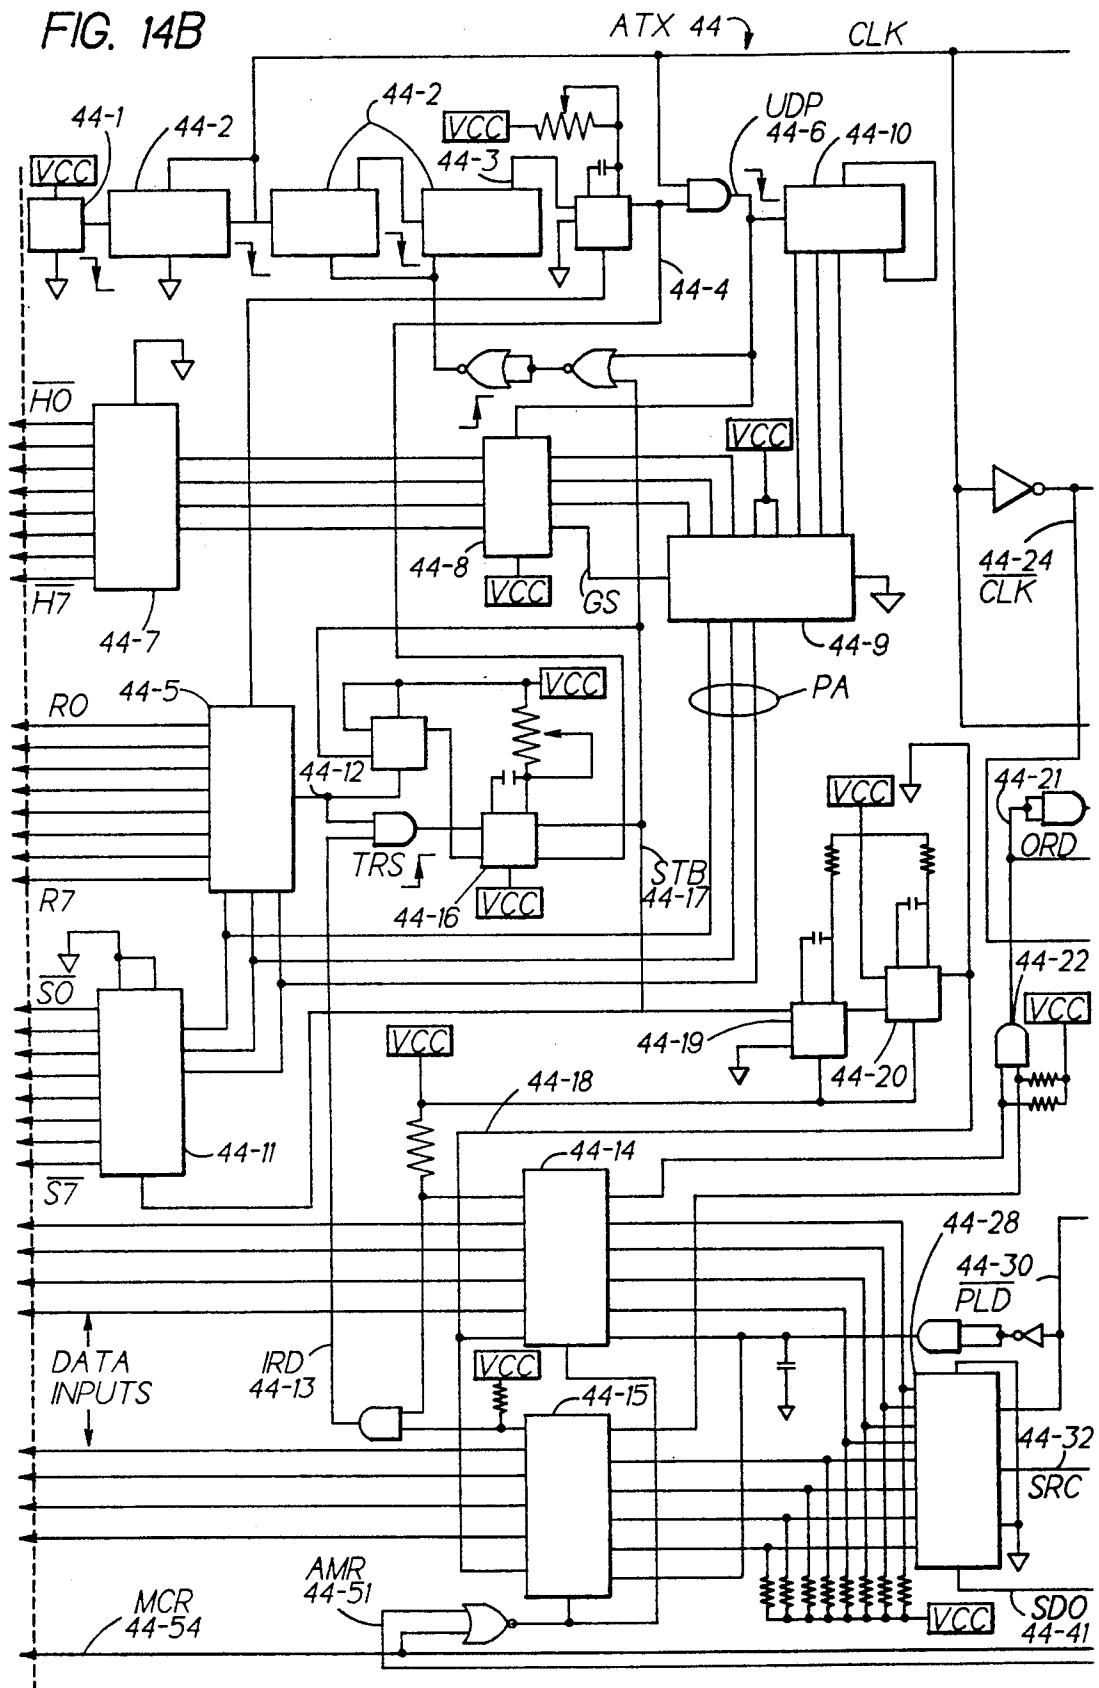 FIG. 14B
ATX 44
CLK
44-1
44-2
44-2
VCC
44-3
UDP
44-6
44-10
VCC
44-4
H0
VCC
44-8
VCC
GS
H7
44-7
44-24
CLK
44-9
44-5
VCC
PA
R0
44-12
VCC
44-21
ORD
TRS
STB
44-17
R7
44-16
VCC
44-22
S0
VCC
VCC
44-19
44-20
44-18
44-14
44-11
S7
44-28
44-30
PLD
DATA
INPUTS
IRD
44-13
VCC
44-15
44-32
SRC
AMR
44-51
MCR
44-54
VCC
SDO
44-41